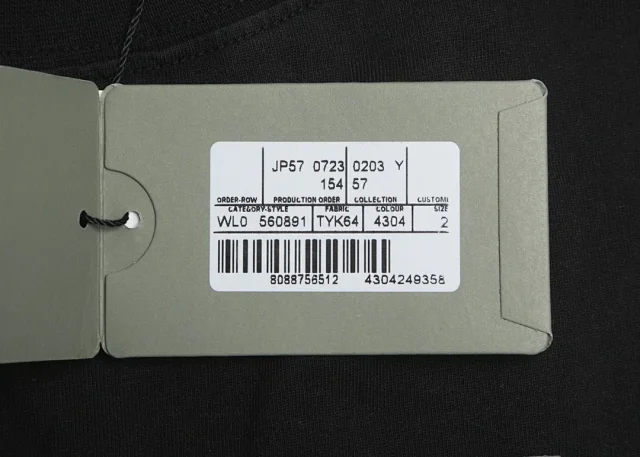 JP57 0723 0203 Y
154 57
ORDER-ROW PRODUCTION ORDER COLLECTION CUSTOME
CATEGORY-STYLE FABRIC COLOUR SIZE
WL0 560891 TYK64 4304 2
8088756512 4304249358